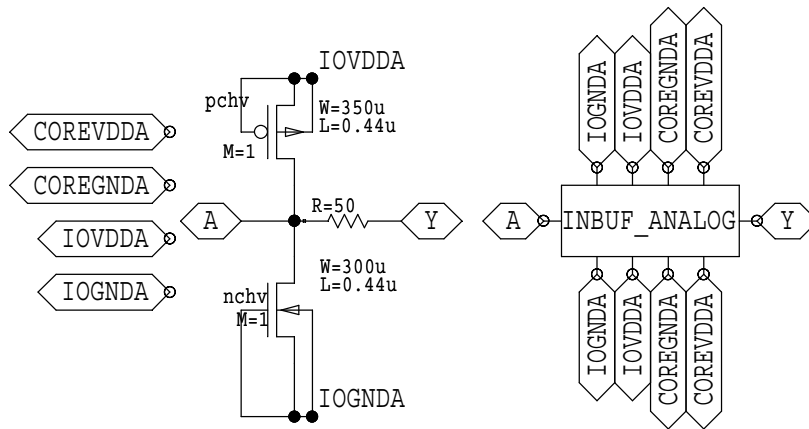 IOVDDA
pchv
W=350u
L=0.44u
M=1
COREVDDA
COREGNDA
IOVDDA
IOGNDA
A
R=50
Y
W=300u
L=0.44u
nchv
M=1
IOGNDA
IOGNDA
IOVDDA
COREGNDA
COREVDDA
A
INBUF_ANALOG
Y
IOGNDA
IOVDDA
COREGNDA
COREVDDA